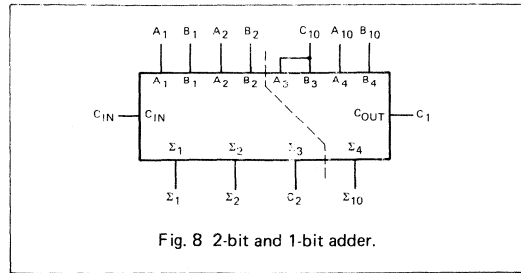 A1 B1 A2 B2 C10 A10 B10
A1 B1 A2 B2 A3 B3 A4 B4
CIN CIN COUT C1
Σ1 Σ2 Σ3 Σ4
Σ1 Σ2 C2 Σ10
Fig. 8 2-bit and 1-bit adder.